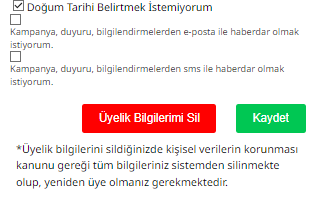 Doğum Tarihi Belirtmek İstemiyorum
Kampanya, duyuru, bilgilendirmelerden e-posta ile haberdar olmak
istiyorum.
Kampanya, duyuru, bilgilendirmelerden sms ile haberdar olmak
istiyorum.
Üyelik Bilgilerimi Sil Kaydet
*Üyelik bilgilerini sildiğinizde kişisel verilerin korunması
kanunu gereği tüm bilgileriniz sistemden silinmekte
olup, yeniden üye olmanız gerekmektedir.